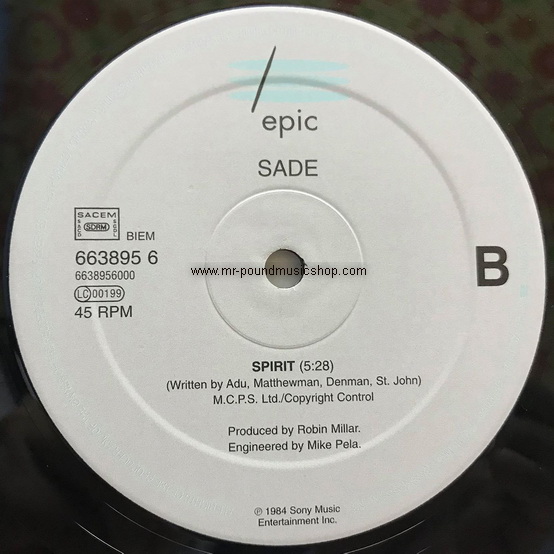 epic
SADE
SACEM
SACD
SDRM
SGDL
BIEM
663895 6
6638956000
LC 00199
45 RPM
B
www.mr-poundmusicshop.com
SPIRIT (5:28)
(Written by Adu, Matthewman, Denman, St. John)
M.C.P.S. Ltd./Copyright Control
Produced by Robin Millar.
Engineered by Mike Pela.
℗ 1984 Sony Music
Entertainment Inc.